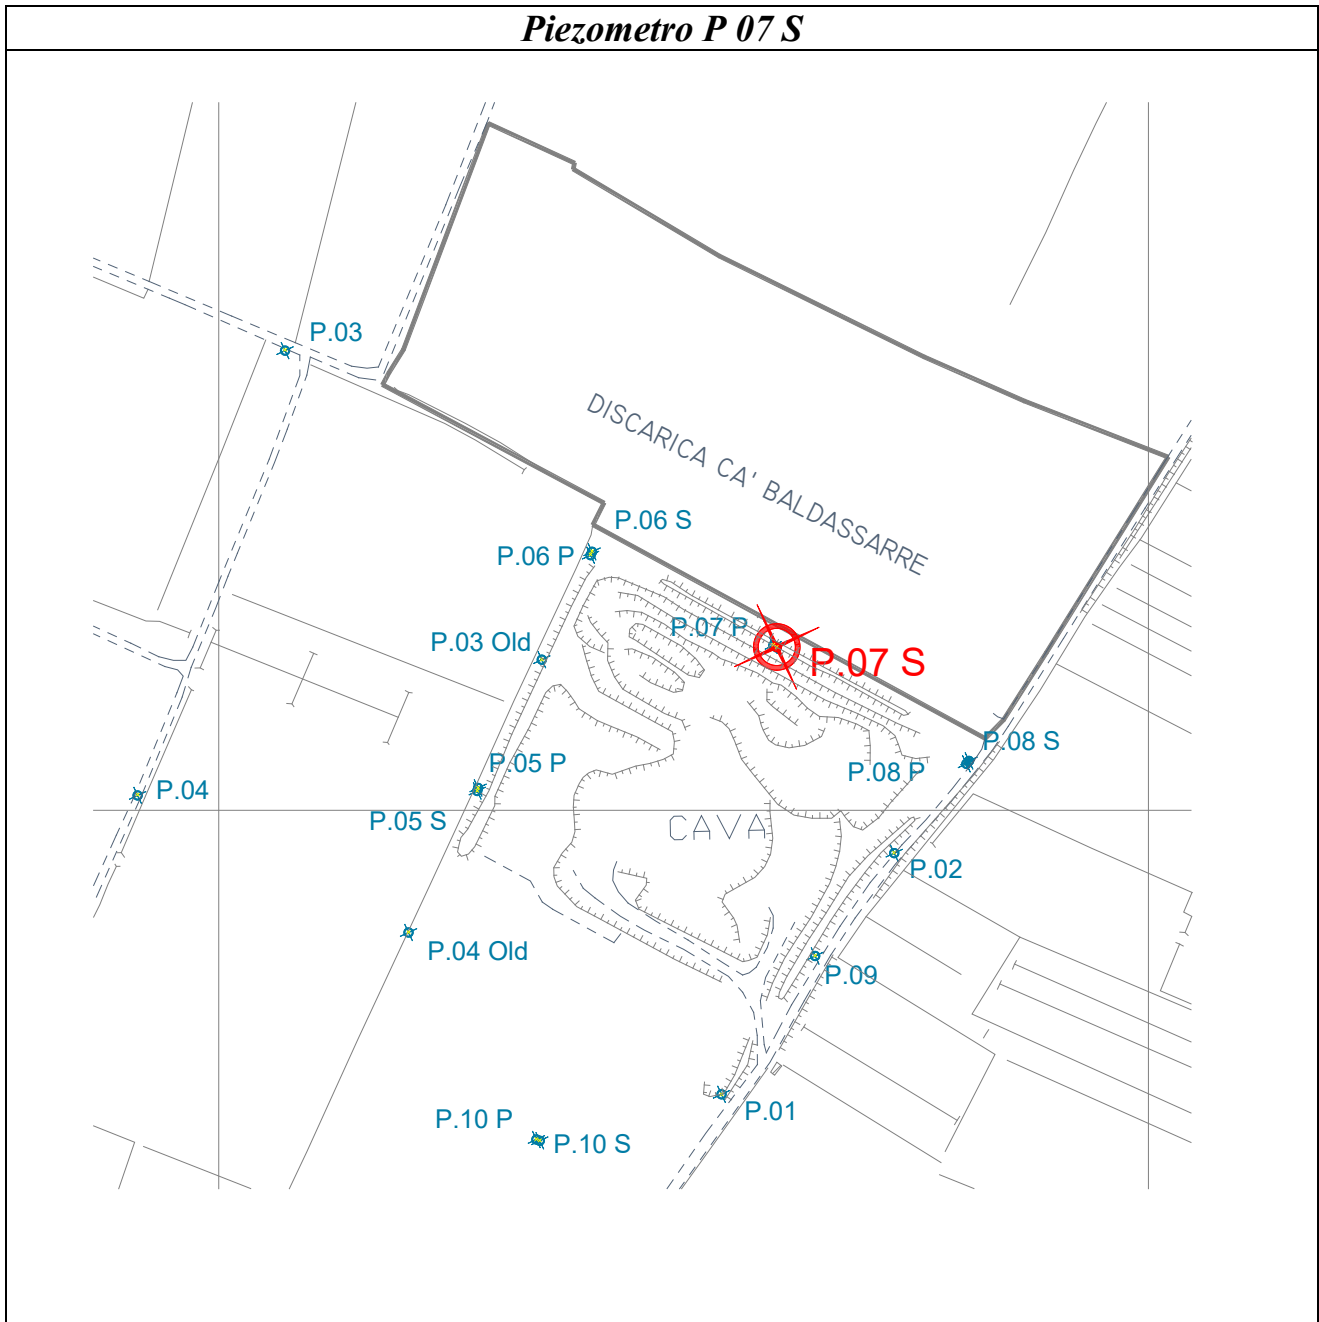 Piezometro P 07 S
P.03
DISCARICA CA' BALDASSARRE
P.06 S
P.06 P
P.07 P
P.03 Old
P.07 S
P.08 S
P.05 P
P.08 P
P.04
P.05 S
CAVA
P.02
P.04 Old
P.09
P.01
P.10 P
P.10 S